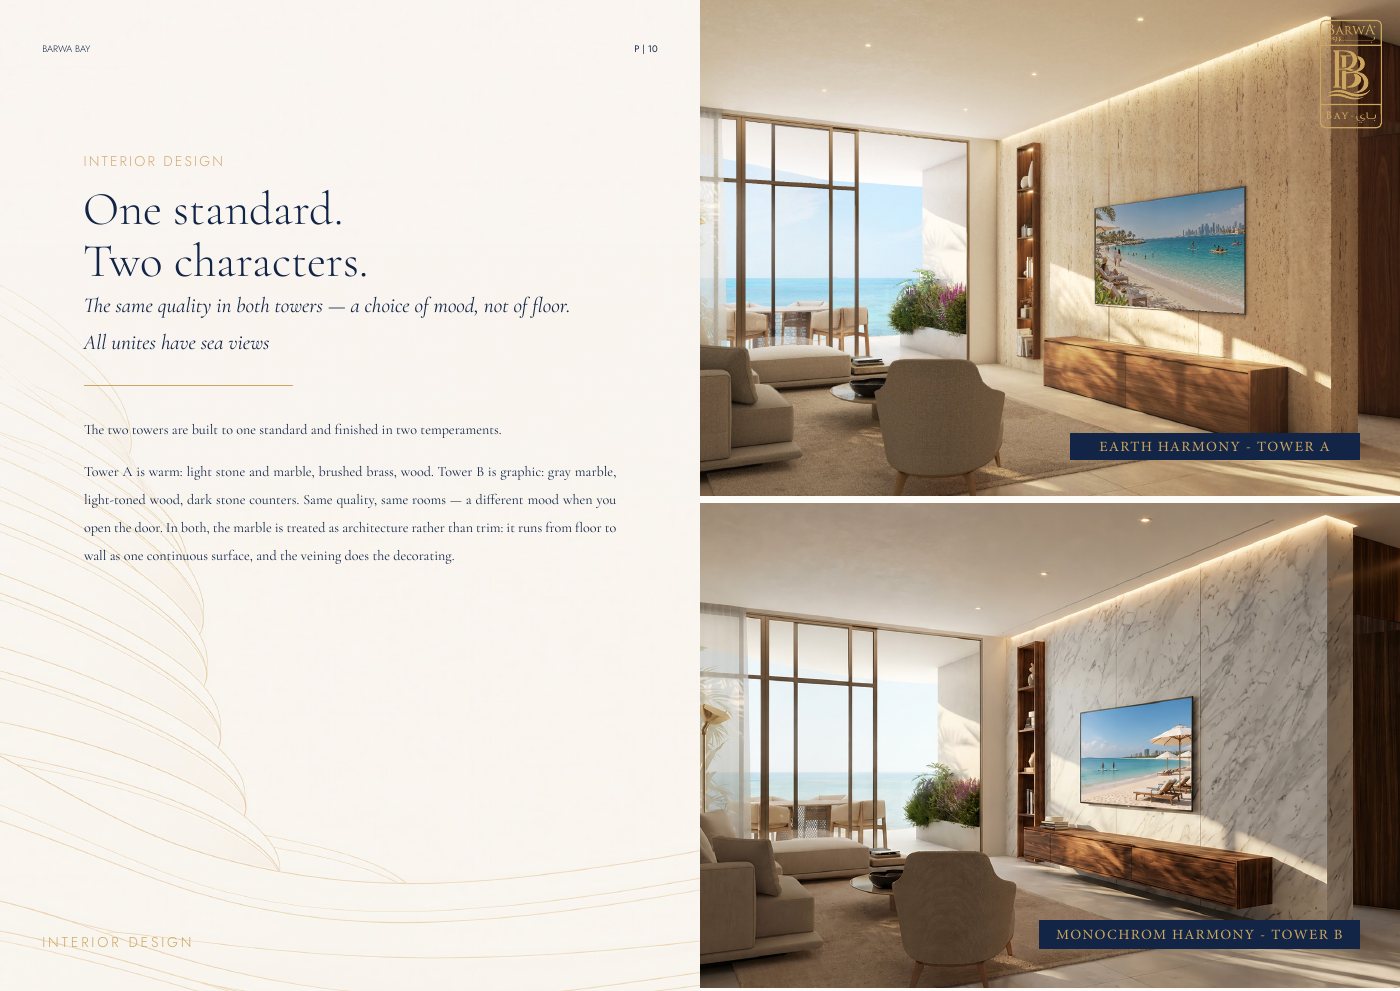 BARWA BAY
P | 10
INTERIOR DESIGN
One standard.
Two characters.
The same quality in both towers — a choice of mood, not of floor.
All unites have sea views
The two towers are built to one standard and finished in two temperaments.
Tower A is warm: light stone and marble, brushed brass, wood. Tower B is graphic: gray marble,
light-toned wood, dark stone counters. Same quality, same rooms — a different mood when you
open the door. In both, the marble is treated as architecture rather than trim: it runs from floor to
wall as one continuous surface, and the veining does the decorating.
INTERIOR DESIGN
BARWA
BB
BAY - باي
EARTH HARMONY - TOWER A
MONOCHROM HARMONY - TOWER B